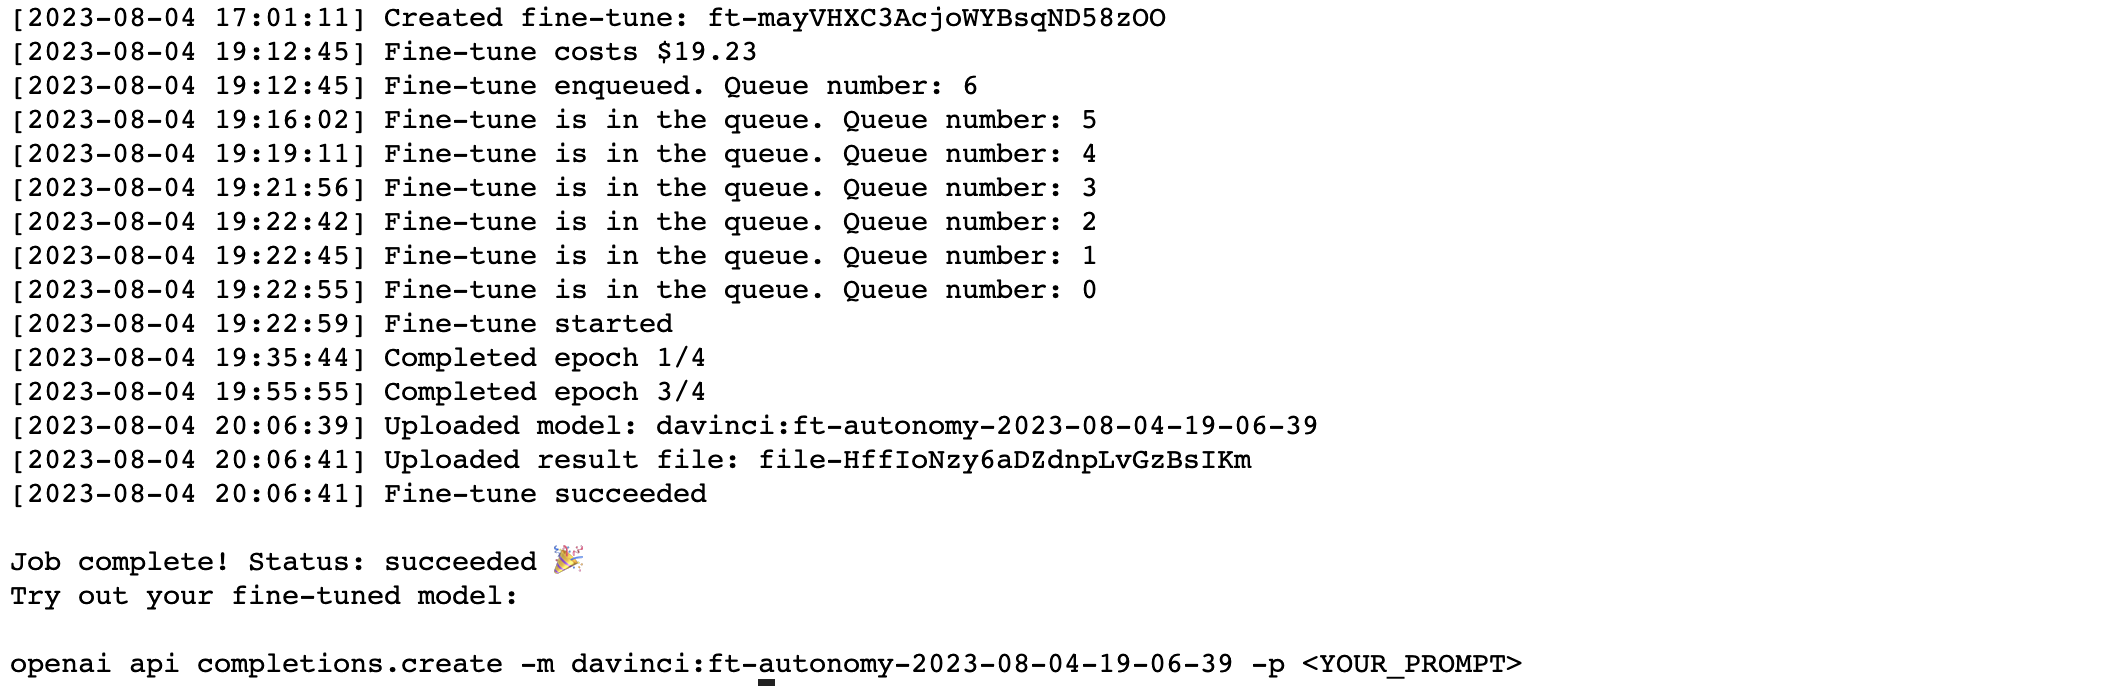 [2023-08-04 17:01:11] Created fine-tune: ft-mayVHXC3AcjoWYBsqND58zOO
[2023-08-04 19:12:45] Fine-tune costs $19.23
[2023-08-04 19:12:45] Fine-tune enqueued. Queue number: 6
[2023-08-04 19:16:02] Fine-tune is in the queue. Queue number: 5
[2023-08-04 19:19:11] Fine-tune is in the queue. Queue number: 4
[2023-08-04 19:21:56] Fine-tune is in the queue. Queue number: 3
[2023-08-04 19:22:42] Fine-tune is in the queue. Queue number: 2
[2023-08-04 19:22:45] Fine-tune is in the queue. Queue number: 1
[2023-08-04 19:22:55] Fine-tune is in the queue. Queue number: 0
[2023-08-04 19:22:59] Fine-tune started
[2023-08-04 19:35:44] Completed epoch 1/4
[2023-08-04 19:55:55] Completed epoch 3/4
[2023-08-04 20:06:39] Uploaded model: davinci:ft-autonomy-2023-08-04-19-06-39
[2023-08-04 20:06:41] Uploaded result file: file-HffIoNzy6aDZdnpLvGzBsIKm
[2023-08-04 20:06:41] Fine-tune succeeded
Job complete! Status: succeeded 🎉
Try out your fine-tuned model:
openai api completions.create -m davinci:ft-autonomy-2023-08-04-19-06-39 -p <YOUR_PROMPT>